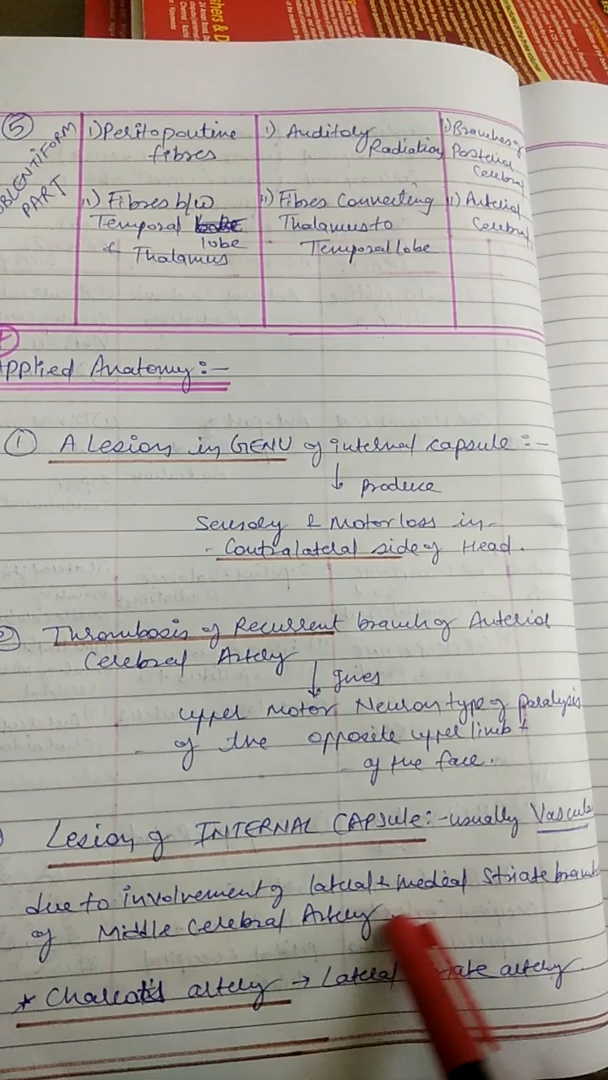 ⑤
SUBLENTIFORM PART
i) Peritopoutine fibres
ii) Fibres b/w Temporal lobe & Thalamus
i) Auditory Radiation
ii) Fibres Connecting Thalamus to Temporal lobe
i) Branches of Posterior Cerebral
ii) Anterior Cerebral
Applied Anatomy :-
① A Lesion in GENU of internal capsule :-
↓ produce
Sensory & Motor loss in
Contralateral side of Head.
② Thrombosis of Recurrent branch of Anterior
Cerebral Artery
↓ gives
upper Motor Neuron type of paralysis
of the opposite upper limb &
of the face.
Lesion of INTERNAL CAPSULE :- usually Vascular
due to involvement of lateral & medial Striate branch
of Middle Cerebral Artery.
* Charcot's artery → Lateral Striate artery.